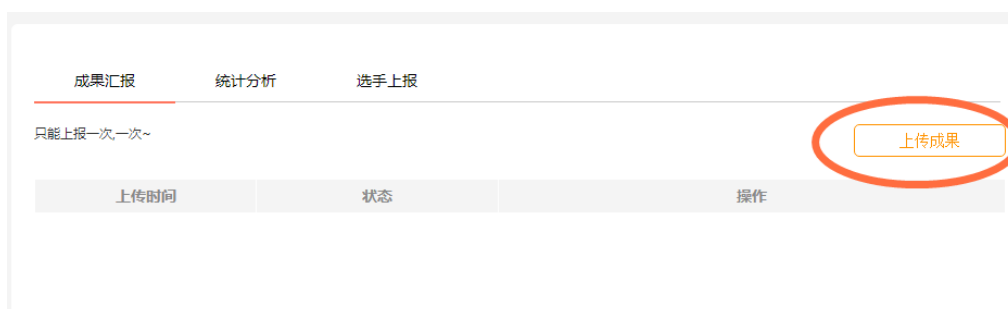 成果汇报 统计分析 选手上报
只能上报一次,一次~
上传成果
上传时间 状态 操作